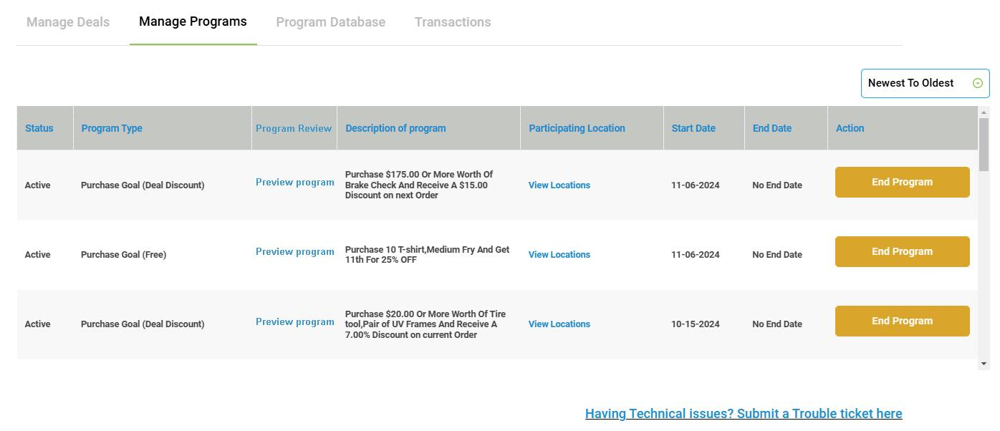 Manage Deals Manage Programs Program Database Transactions
Newest To Oldest
Status Program Type Program Review Description of program Participating Location Start Date End Date Action
Purchase $175.00 Or More Worth Of
Active Purchase Goal (Deal Discount) Preview program Brake Check And Receive A $15.00 View Locations 11-06-2024 No End Date End Program
Discount on next Order
Active Purchase Goal (Free) Preview program Purchase 10 T-shirt,Medium Fry And Get View Locations 11-06-2024 No End Date End Program
11th For 25% OFF
Purchase $20.00 Or More Worth Of Tire
Active Purchase Goal (Deal Discount) Preview program tool,Pair of UV Frames And Receive A View Locations 10-15-2024 No End Date End Program
7.00% Discount on current Order
Having Technical issues? Submit a Trouble ticket here